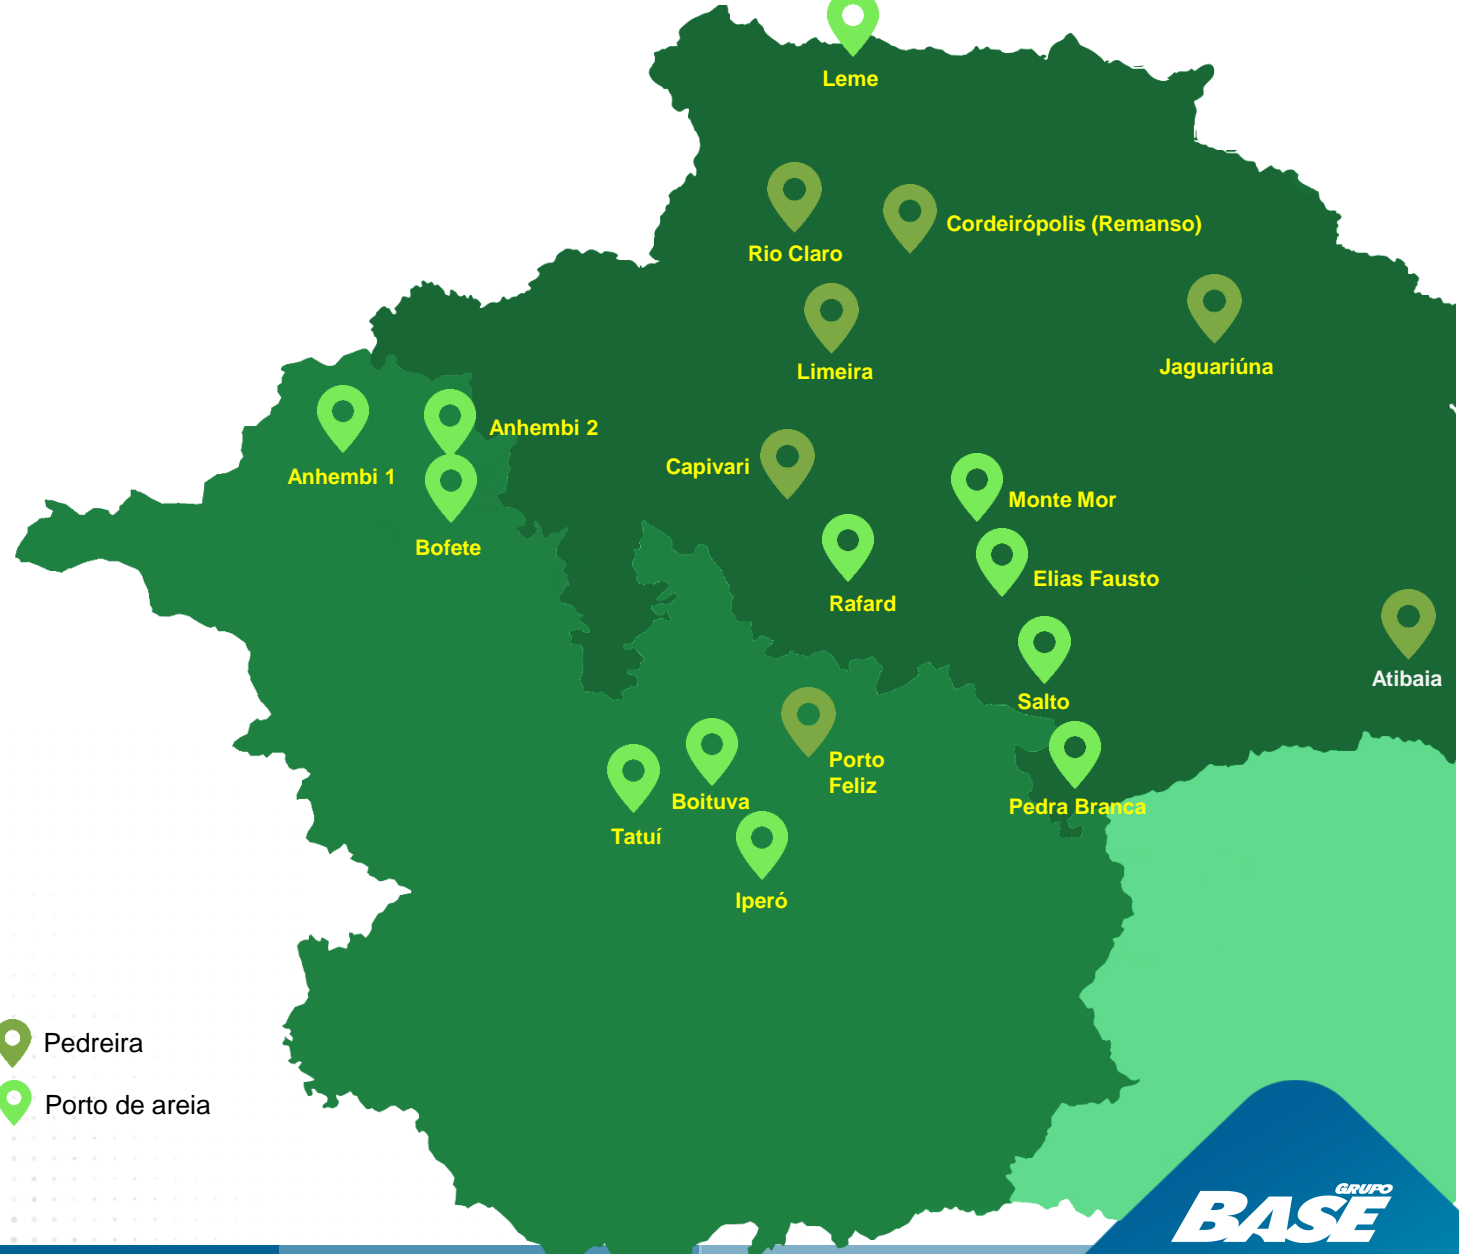 Leme
Cordeirópolis (Remanso)
Rio Claro
Jaguariúna
Limeira
Anhembi 2
Capivari
Anhembi 1
Monte Mor
Bofete
Elias Fausto
Rafard
Atibaia
Salto
Porto
Feliz
Boituva
Pedra Branca
Tatuí
Iperó
Pedreira
Porto de areia
GRUPO
BASE